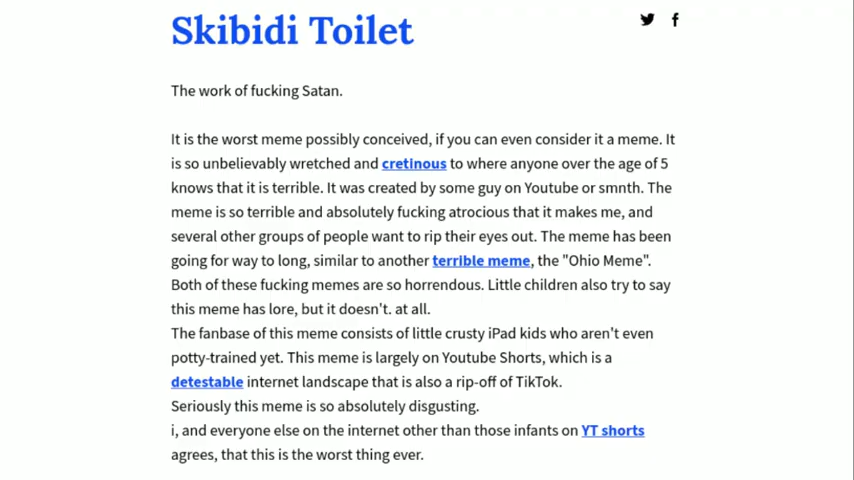 Skibidi Toilet
The work of fucking Satan.
It is the worst meme possibly conceived, if you can even consider it a meme. It
is so unbelievably wretched and cretinous to where anyone over the age of 5
knows that it is terrible. It was created by some guy on Youtube or smnth. The
meme is so terrible and absolutely fucking atrocious that it makes me, and
several other groups of people want to rip their eyes out. The meme has been
going for way to long, similar to another terrible meme, the "Ohio Meme".
Both of these fucking memes are so horrendous. Little children also try to say
this meme has lore, but it doesn't. at all.
The fanbase of this meme consists of little crusty iPad kids who aren't even
potty-trained yet. This meme is largely on Youtube Shorts, which is a
detestable internet landscape that is also a rip-off of TikTok.
Seriously this meme is so absolutely disgusting.
i, and everyone else on the internet other than those infants on YT shorts
agrees, that this is the worst thing ever.